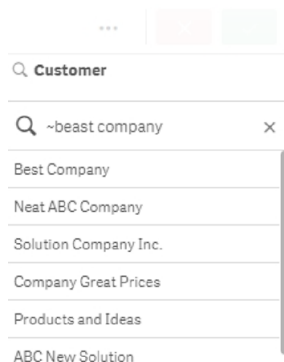 Customer
~beast company
Best Company
Neat ABC Company
Solution Company Inc.
Company Great Prices
Products and Ideas
ABC New Solution